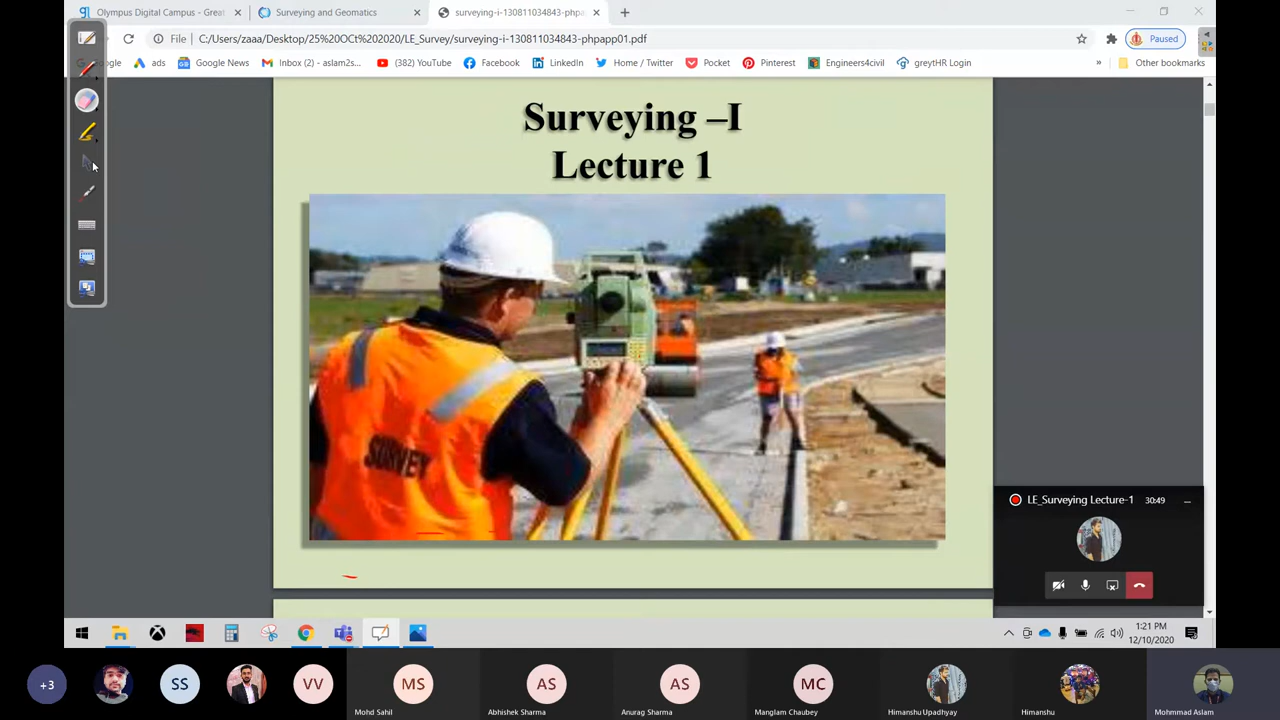 Olympus Digital Campus - Great
Surveying and Geomatics
surveying-i-130811034843-phpa
File
C:/Users/zaaa/Desktop/25%20OCt%202020/LE_Survey/surveying-i-130811034843-phpapp01.pdf
Paused
Google
ads
Google News
Inbox (2) - aslam2s...
(382) YouTube
Facebook
LinkedIn
Home / Twitter
Pocket
Pinterest
Engineers4civil
greytHR Login
»
Other bookmarks
Surveying –I
Lecture 1
SURVEY
LE_Surveying Lecture-1
30:49
1:21 PM
12/10/2020
+3
SS
VV
MS
AS
AS
MC
Mohd Sahil
Abhishek Sharma
Anurag Sharma
Manglam Chaubey
Himanshu Upadhyay
Himanshu
Mohmmad Aslam